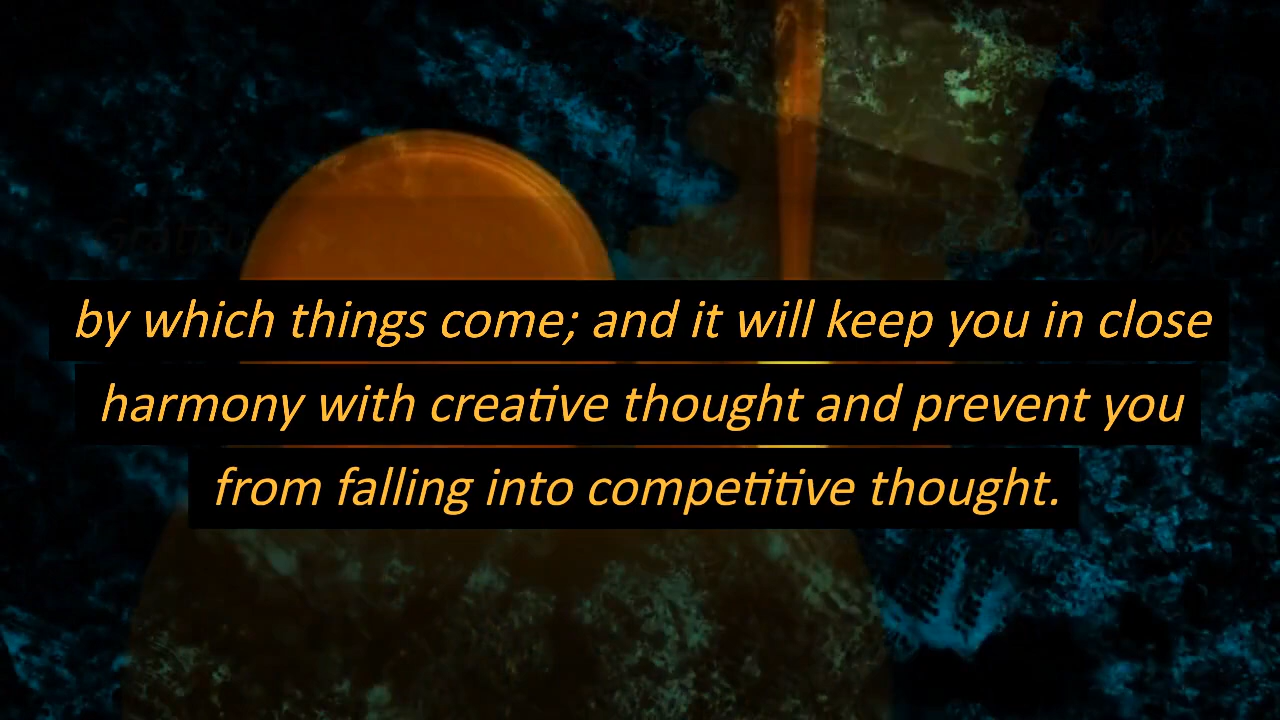 by which things come; and it will keep you in close
harmony with creative thought and prevent you
from falling into competitive thought.